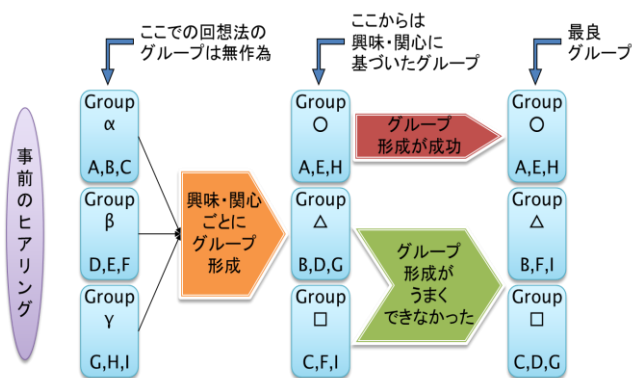 ここでの回想法の
グループは無作為
ここからは
興味・関心に
基づいたグループ
最良
グループ
事前のヒアリング
Group
α
A,B,C
Group
β
D,E,F
Group
γ
G,H,I
興味・関心
ごとに
グループ
形成
Group
○
A,E,H
Group
△
B,D,G
Group
□
C,F,I
グループ
形成が成功
グループ
形成が
うまく
できなかった
Group
○
A,E,H
Group
△
B,F,I
Group
□
C,D,G